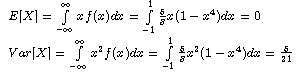 E[X] = ∫_{-∞}^{∞} x f(x)dx = ∫_{-1}^{1} 5/8 x(1 − x^4)dx = 0
Var[X] = ∫_{-∞}^{∞} x^2 f(x)dx = ∫_{-1}^{1} 5/8 x^2(1 − x^4)dx = 5/21